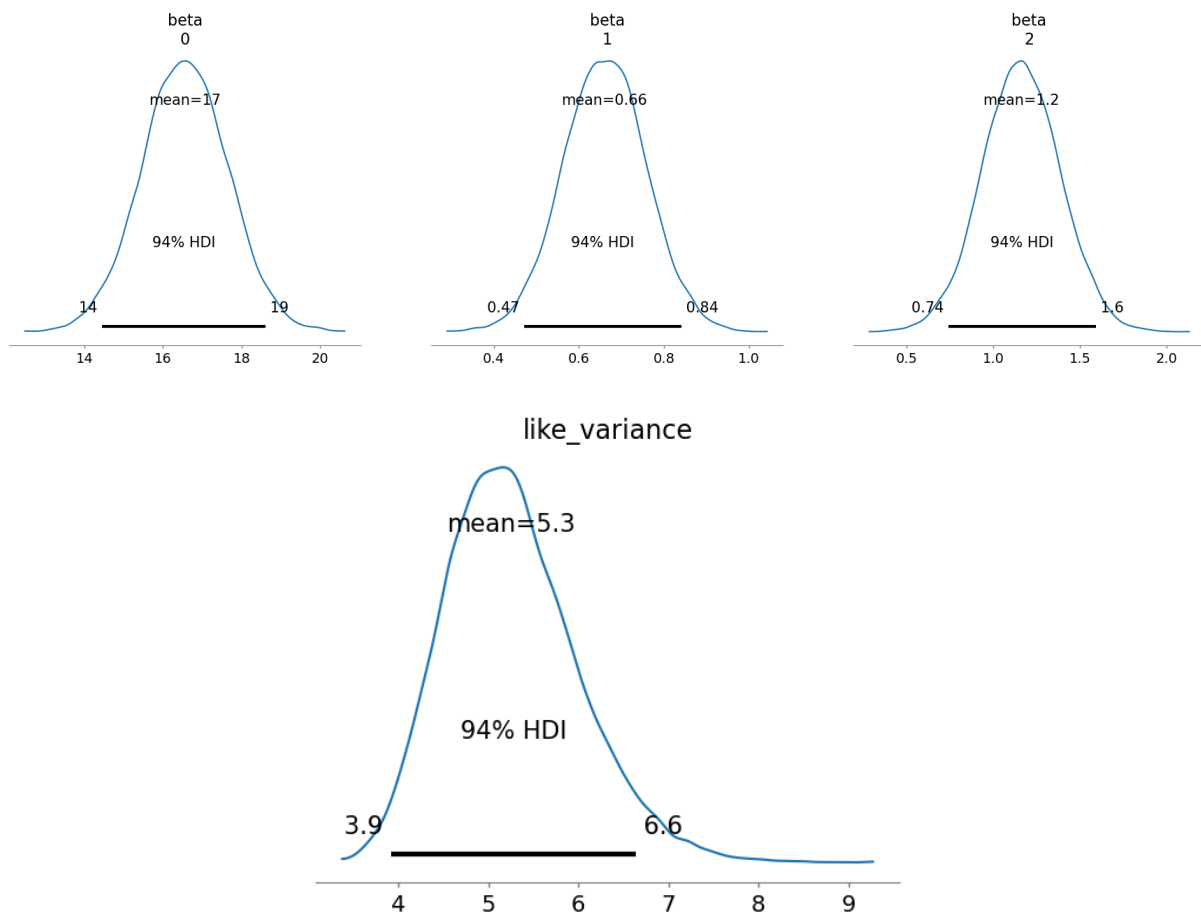 beta
0
mean=17
94% HDI
14 19
14 16 18 20
beta
1
mean=0.66
94% HDI
0.47 0.84
0.4 0.6 0.8 1.0
beta
2
mean=1.2
94% HDI
0.74 1.6
0.5 1.0 1.5 2.0
like_variance
mean=5.3
94% HDI
3.9 6.6
4 5 6 7 8 9